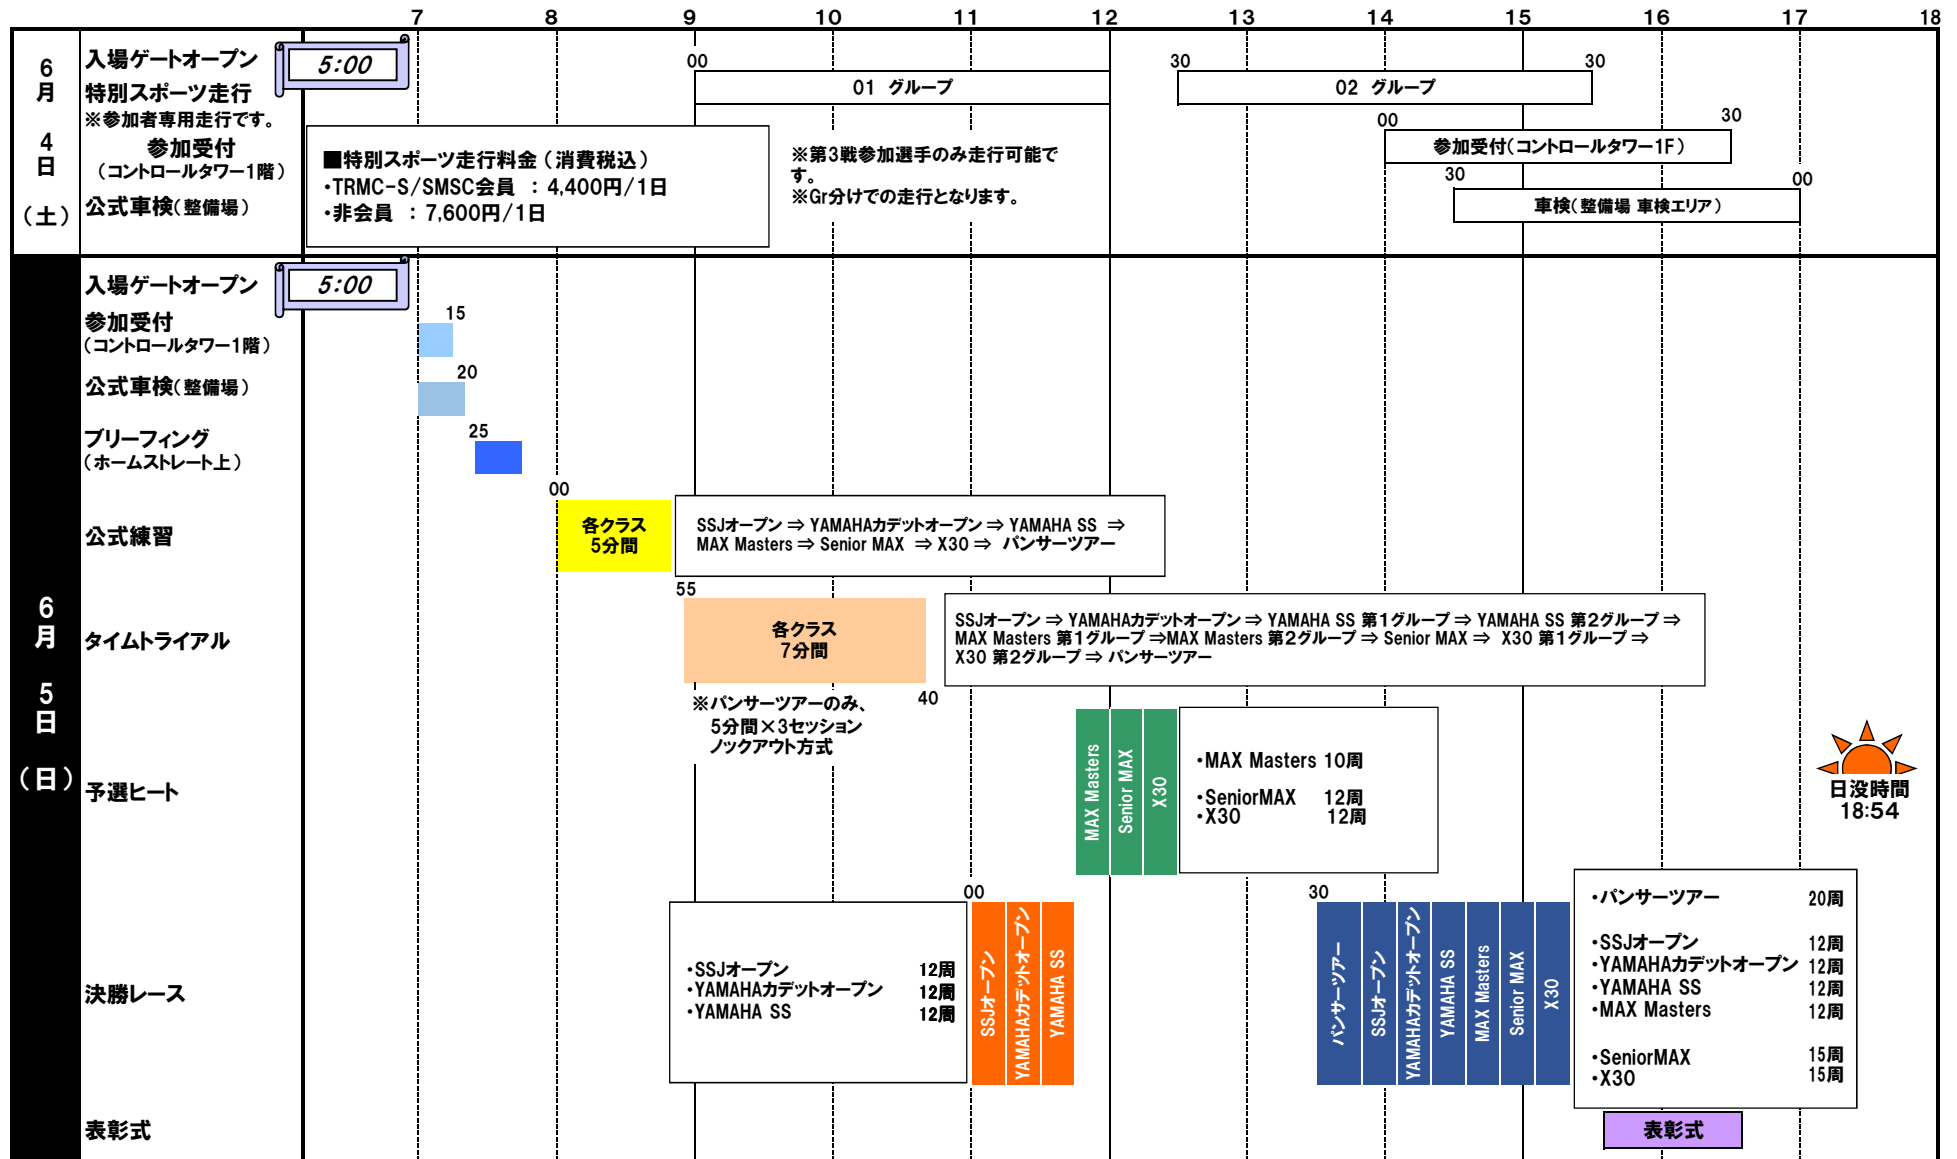 7 8 9 10 11 12 13 14 15 16 17 18
6月4日（土）
入場ゲートオープン
5:00
特別スポーツ走行
※参加者専用走行です。
00
01 グループ
30
02 グループ
30
参加受付
（コントロールタワー1階）
00
参加受付（コントロールタワー1F）
30
公式車検（整備場）
30
車検（整備場 車検エリア）
00
■特別スポーツ走行料金（消費税込）
・TRMC-S/SMSC会員 ： 4,400円/1日
・非会員 ： 7,600円/1日
※第3戦参加選手のみ走行可能で
す。
※Gr分けでの走行となります。
6月5日（日）
入場ゲートオープン
5:00
参加受付
（コントロールタワー1階）
15
公式車検（整備場）
20
ブリーフィング
（ホームストレート上）
25
公式練習
00
各クラス
5分間
SSJオープン ⇒ YAMAHAカデットオープン ⇒ YAMAHA SS ⇒
MAX Masters ⇒ Senior MAX ⇒ X30 ⇒ パンサーツアー
タイムトライアル
55
各クラス
7分間
40
SSJオープン ⇒ YAMAHAカデットオープン ⇒ YAMAHA SS 第1グループ ⇒ YAMAHA SS 第2グループ ⇒
MAX Masters 第1グループ ⇒MAX Masters 第2グループ ⇒ Senior MAX ⇒ X30 第1グループ ⇒
X30 第2グループ ⇒ パンサーツアー
※パンサーツアーのみ、
5分間×3セッション
ノックアウト方式
予選ヒート
MAX Masters
Senior MAX
X30
・MAX Masters 10周
・SeniorMAX 12周
・X30 12周
日没時間
18:54
決勝レース
・SSJオープン 12周
・YAMAHAカデットオープン 12周
・YAMAHA SS 12周
00
SSJオープン
YAMAHAカデットオープン
YAMAHA SS
30
パンサーツアー
SSJオープン
YAMAHAカデットオープン
YAMAHA SS
MAX Masters
Senior MAX
X30
・パンサーツアー 20周
・SSJオープン 12周
・YAMAHAカデットオープン 12周
・YAMAHA SS 12周
・MAX Masters 12周
・SeniorMAX 15周
・X30 15周
表彰式
表彰式